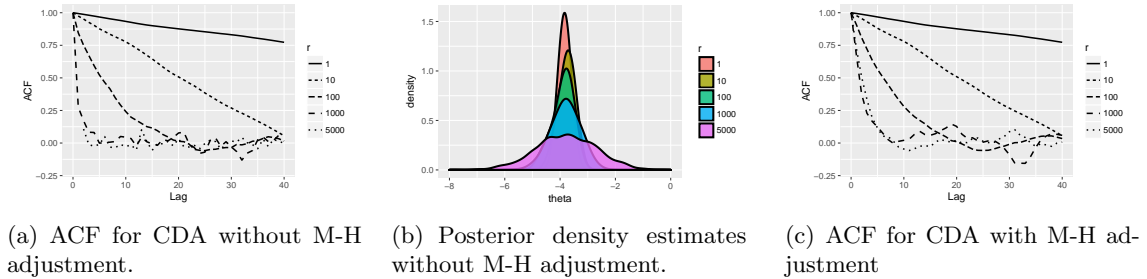 1.00
0.75
0.50
0.25
0.00
−0.25
ACF
0 10 20 30 40
Lag
r
1
10
100
1000
5000
1.5
1.0
0.5
0.0
density
−8 −6 −4 −2 0
theta
r
1
10
100
1000
5000
1.00
0.75
0.50
0.25
0.00
−0.25
ACF
0 10 20 30 40
Lag
r
1
10
100
1000
5000
(a) ACF for CDA without M-H
adjustment.
(b) Posterior density estimates
without M-H adjustment.
(c) ACF for CDA with M-H ad-
justment